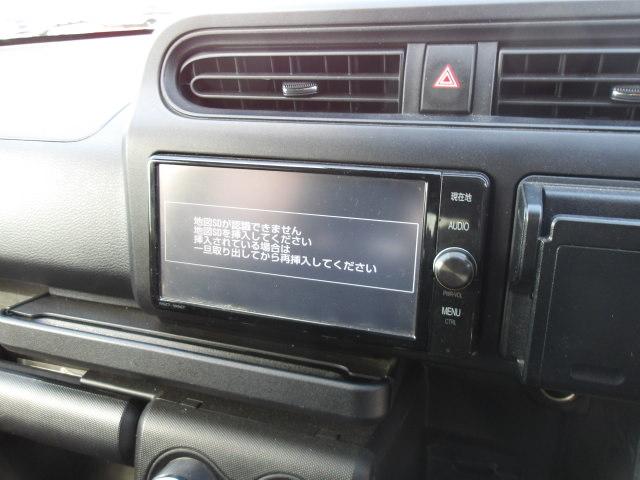 地図SDが認識できません
地図SDを挿入してください
挿入されている場合は
一旦取り出してから再挿入してください
現在地
AUDIO
PWR•VOL
MENU
CTRL